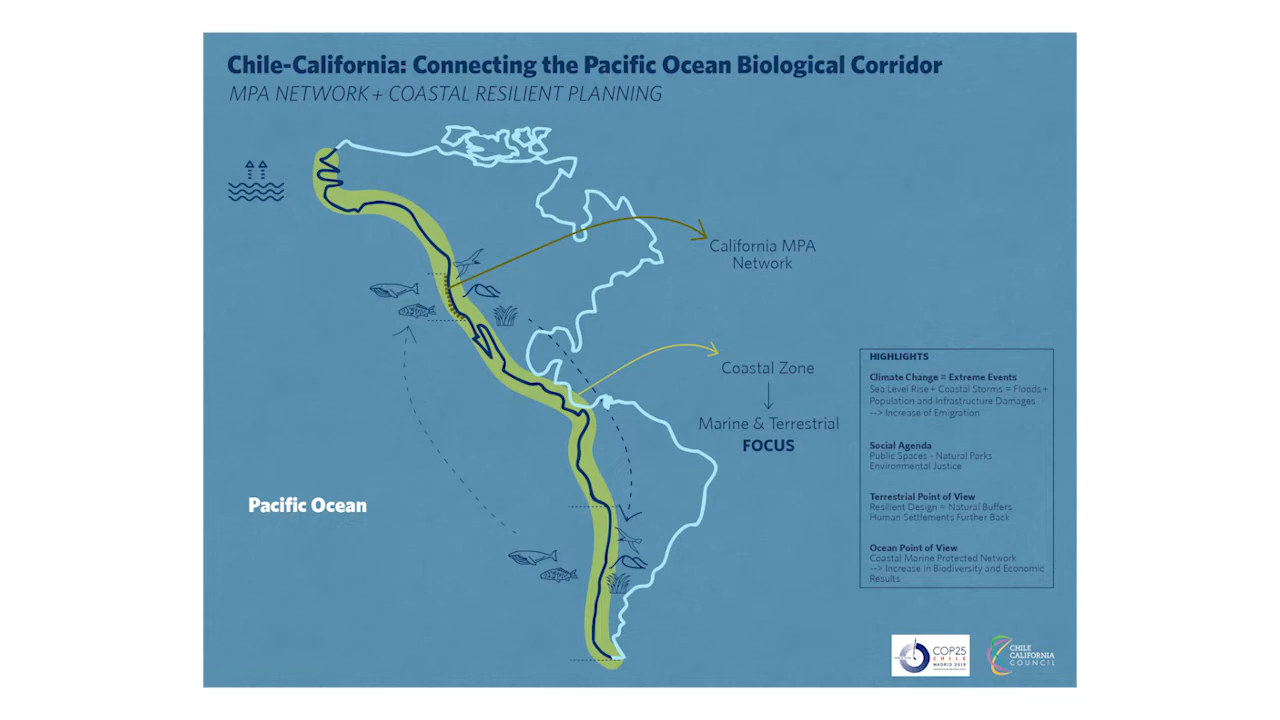 Chile-California: Connecting the Pacific Ocean Biological Corridor
MPA NETWORK + COASTAL RESILIENT PLANNING
California MPA
Network
Coastal Zone
Marine & Terrestrial
FOCUS
Pacific Ocean
HIGHLIGHTS
Climate Change = Extreme Events
Sea Level Rise + Coastal Storms = Floods +
Population and Infrastructure Damages
--> Increase of Emigration
Social Agenda
Public Spaces - Natural Parks
Environmental Justice
Terrestrial Point of View
Resilient Design = Natural Buffers
Human Settlements Further Back
Ocean Point of View
Coastal Marine Protected Network
--> Increase in Biodiversity and Economic
Results
COP25
CHILE
MADRID 2019
CHILE
CALIFORNIA
COUNCIL